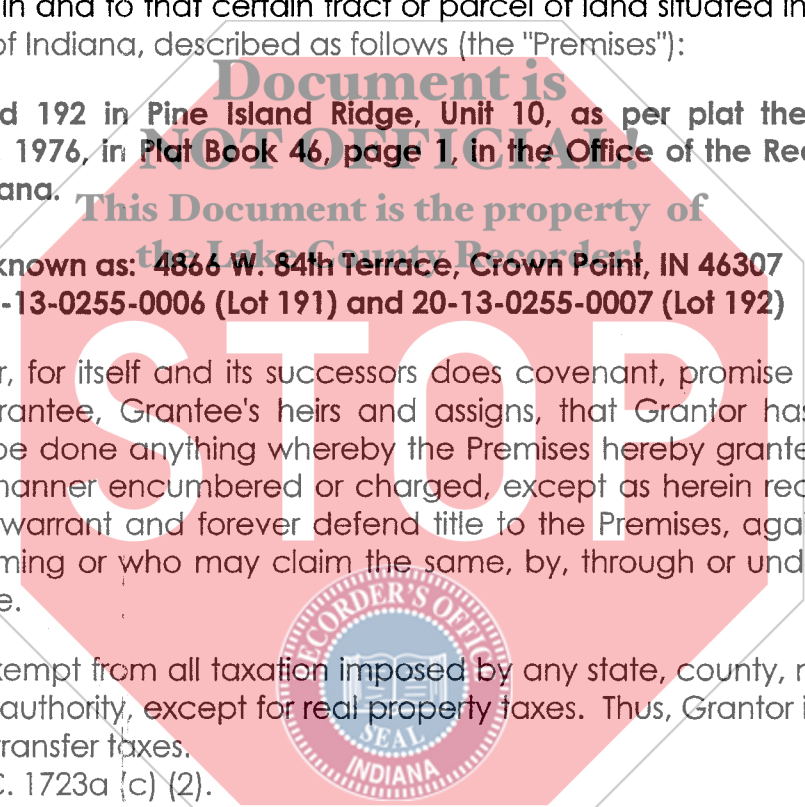 in and to that certain tract or parcel of land situated in
of Indiana, described as follows (the "Premises"):
Document is
d 192 in Pine Island Ridge, Unit 10, as per plat the
NOT OFFICIAL!
1976, in Plat Book 46, page 1, in the Office of the Rec
ana.
This Document is the property of
the Lake County Recorder!
known as: 4866 W. 84th Terrace, Crown Point, IN 46307
-13-0255-0006 (Lot 191) and 20-13-0255-0007 (Lot 192)
STOP
r, for itself and its successors does covenant, promise
rantee, Grantee's heirs and assigns, that Grantor has
be done anything whereby the Premises hereby grante
nanner encumbered or charged, except as herein rec
warrant and forever defend title to the Premises, aga
ming or who may claim the same, by, through or und
e.
RECORDER'S OFFICE
kempt from all taxation imposed by any state, county, r
authority, except for real property taxes. Thus, Grantor i
SEAL
transfer taxes.
INDIANA
C. 1723a (c) (2).